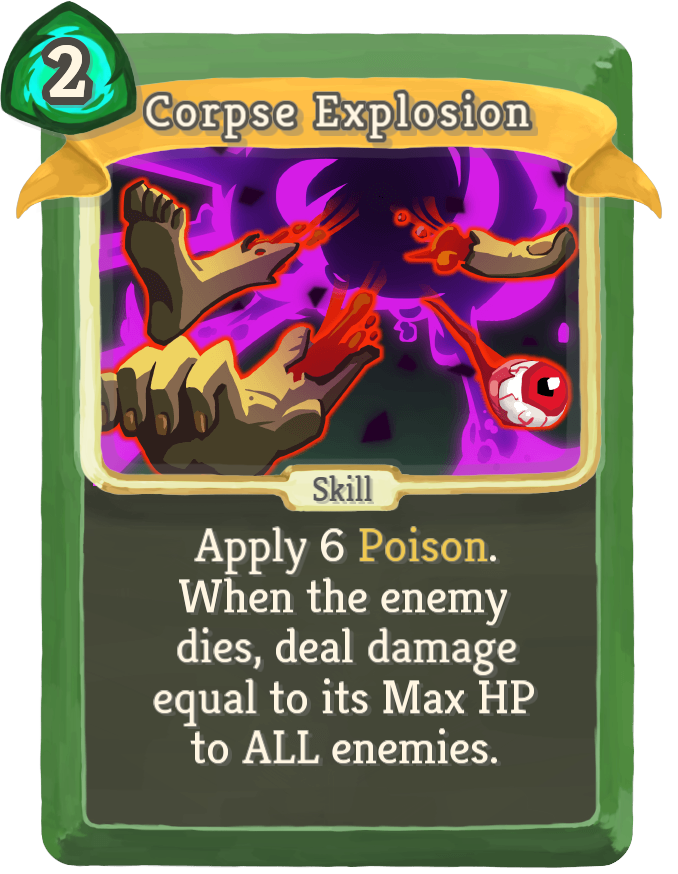 2
Corpse Explosion
Skill
Apply 6 Poison.
When the enemy
dies, deal damage
equal to its Max HP
to ALL enemies.